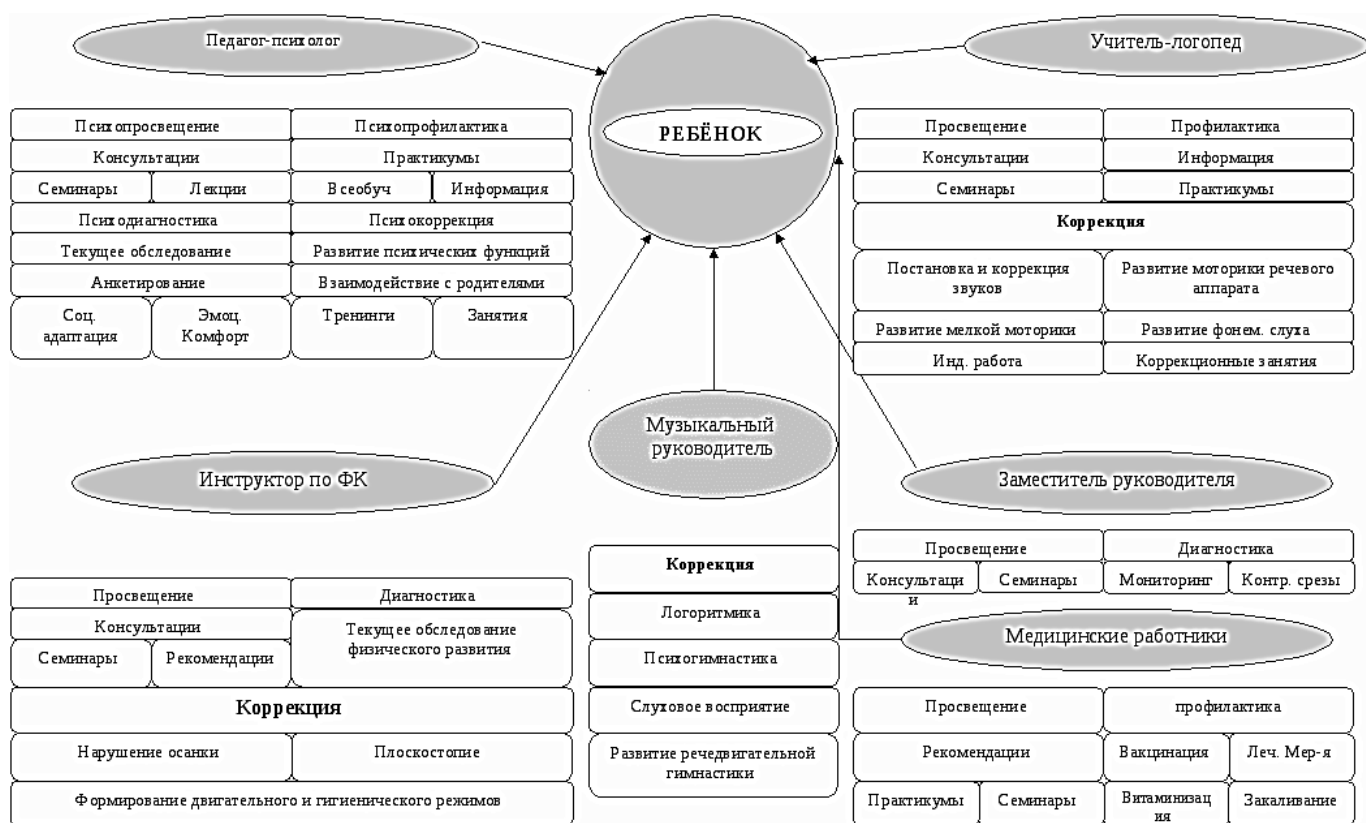 Педагог-психолог
РЕБЁНОК
Учитель-логопед
Психопросвещение
Психопрофилактика
Консультации
Практикумы
Семинары
Лекции
Всеобуч
Информация
Психодиагностика
Психокоррекция
Текущее обследование
Развитие психических функций
Анкетирование
Взаимодействие с родителями
Соц.
адаптация
Эмоц.
Комфорт
Тренинги
Занятия
Просвещение
Профилактика
Консультации
Информация
Семинары
Практикумы
Коррекция
Постановка и коррекция
звуков
Развитие моторики речевого
аппарата
Развитие мелкой моторики
Развитие фонем. слуха
Инд. работа
Коррекционные занятия
Инструктор по ФК
Музыкальный
руководитель
Заместитель руководителя
Просвещение
Диагностика
Консультации
Семинары
Рекомендации
Текущее обследование
физического развития
Коррекция
Нарушение осанки
Плоскостопие
Формирование двигательного и гигиенического режимов
Коррекция
Логоритмика
Психогимнастика
Слуховое восприятие
Развитие речедвигательной
гимнастики
Просвещение
Диагностика
Консультаци
и
Семинары
Мониторинг
Контр. срезы
Медицинские работники
Просвещение
профилактика
Рекомендации
Вакцинация
Леч. Мер-я
Практикумы
Семинары
Витаминизац
ия
Закаливание